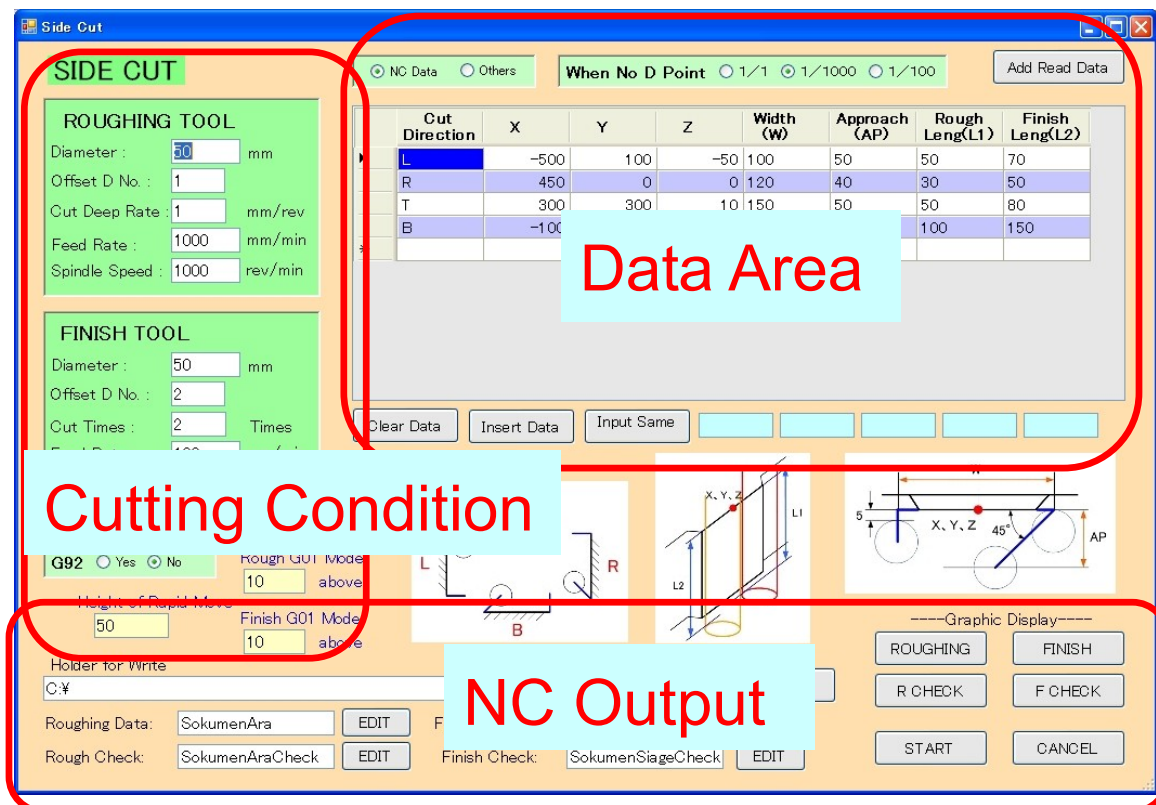 Side Cut
SIDE CUT
NC Data Others
When No D Point 1/1 1/1000 1/100
Add Read Data
ROUGHING TOOL
Diameter : 50 mm
Offset D No. : 1
Cut Deep Rate : 1 mm/rev
Feed Rate : 1000 mm/min
Spindle Speed : 1000 rev/min
Cut Direction X Y Z Width (W) Approach (AP) Rough Leng(L1) Finish Leng(L2)
L -500 100 -50 100 50 50 70
R 450 0 0 120 40 30 50
T 300 300 10 150 50 50 80
B -100 100 150
Data Area
FINISH TOOL
Diameter : 50 mm
Offset D No. : 2
Cut Times : 2 Times
Clear Data Insert Data Input Same
Cutting Condition
G92 Yes No
Rough G01 Mode
10 above
Height of Rapid Move
50
Finish G01 Mode
10 above
L R
B
X、Y、Z
L1
L2
W
5
X、Y、Z
45°
AP
NC Output
----Graphic Display----
ROUGHING FINISH
R CHECK F CHECK
START CANCEL
Holder for Write
C:¥
Roughing Data: SokumenAra EDIT
Rough Check: SokumenAraCheck EDIT
Finish Check: SokumenSiageCheck EDIT